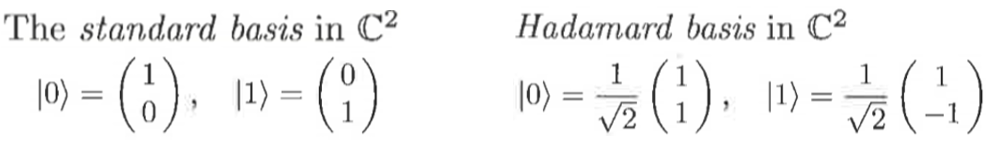 The standard basis in ℂ²
|0⟩ = (1 0), |1⟩ = (0 1)
Hadamard basis in ℂ²
|0⟩ = 1/√2 (1 1), |1⟩ = 1/√2 (1 −1)